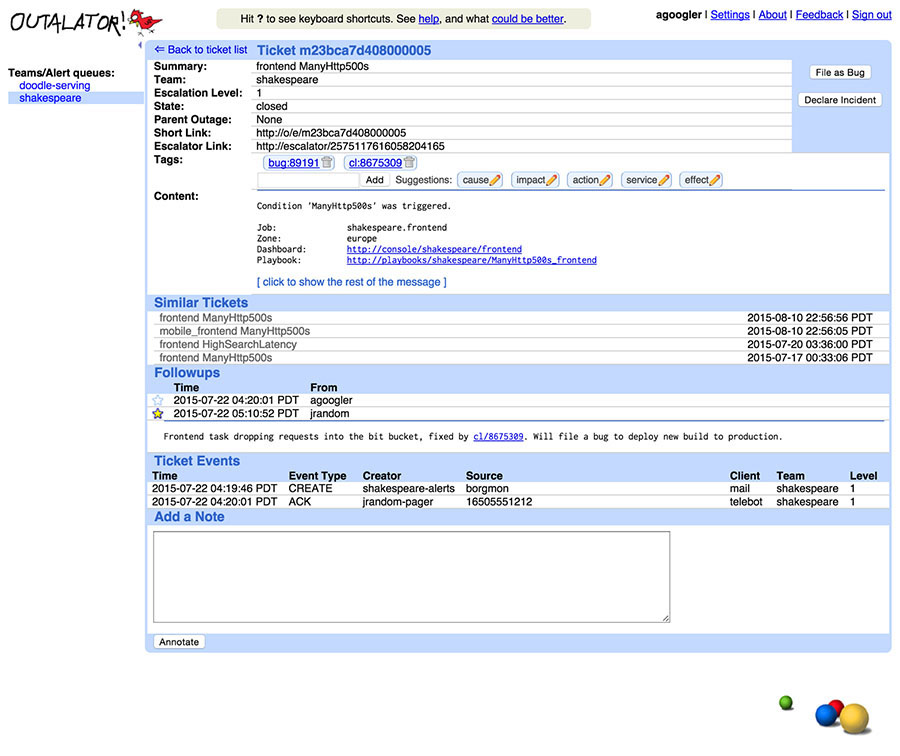 OUTALATOR!
Hit ? to see keyboard shortcuts. See help, and what could be better.
agoogler | Settings | About | Feedback | Sign out
Teams/Alert queues:
doodle-serving
shakespeare
⇐ Back to ticket list Ticket m23bca7d408000005
Summary: frontend ManyHttp500s
Team: shakespeare
Escalation Level: 1
State: closed
Parent Outage: None
Short Link: http://o/e/m23bca7d408000005
Escalator Link: http://escalator/2575117616058204165
File as Bug
Declare Incident
Tags: bug:89191 cl:8675309
Add Suggestions: cause impact action service effect
Content:
Condition 'ManyHttp500s' was triggered.
Job: shakespeare.frontend
Zone: europe
Dashboard: http://console/shakespeare/frontend
Playbook: http://playbooks/shakespeare/ManyHttp500s_frontend
[ click to show the rest of the message ]
Similar Tickets
frontend ManyHttp500s 2015-08-10 22:56:56 PDT
mobile_frontend ManyHttp500s 2015-08-10 22:56:05 PDT
frontend HighSearchLatency 2015-07-20 03:36:00 PDT
frontend ManyHttp500s 2015-07-17 00:33:06 PDT
Followups
Time From
2015-07-22 04:20:01 PDT agoogler
2015-07-22 05:10:52 PDT jrandom
Frontend task dropping requests into the bit bucket, fixed by cl/8675309. Will file a bug to deploy new build to production.
Ticket Events
Time Event Type Creator Source Client Team Level
2015-07-22 04:19:46 PDT CREATE shakespeare-alerts borgmon mail shakespeare 1
2015-07-22 04:20:01 PDT ACK jrandom-pager 16505551212 telebot shakespeare 1
Add a Note
Annotate